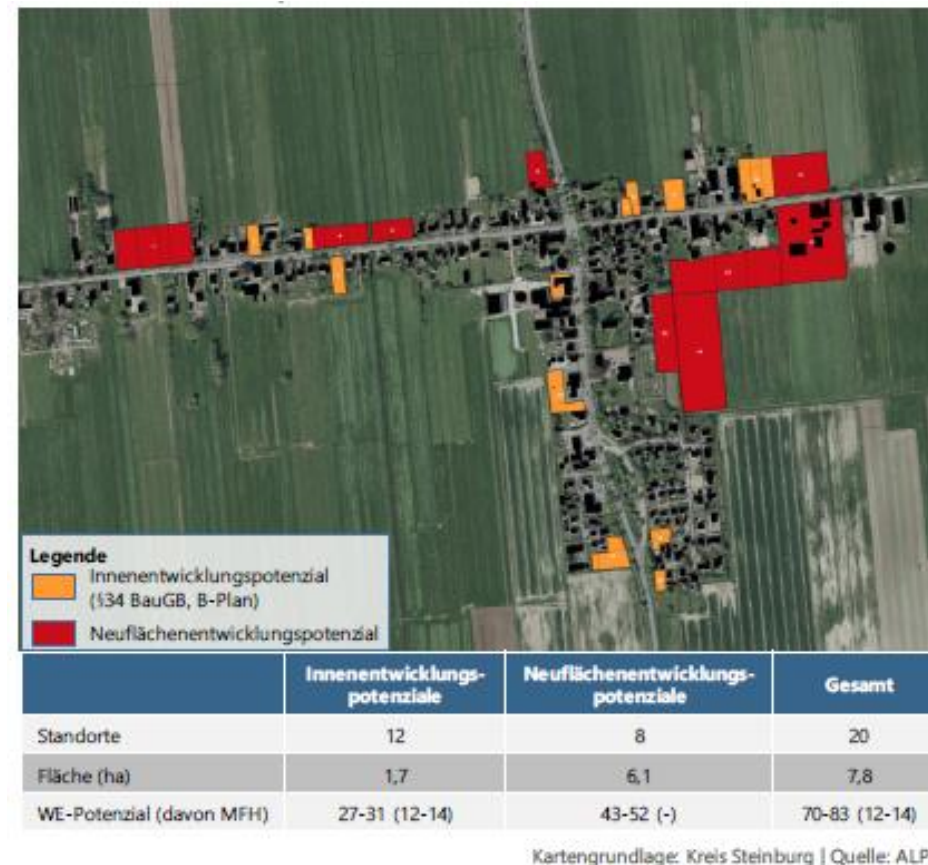 Legende
Innenentwicklungspotenzial
(§34 BauGB, B-Plan)
Neuflächenentwicklungspotenzial
Innenentwicklungs-
potenziale
Neuflächenentwicklungs-
potenziale
Gesamt
Standorte 12 8 20
Fläche (ha) 1,7 6,1 7,8
WE-Potenzial (davon MFH) 27-31 (12-14) 43-52 (-) 70-83 (12-14)
Kartengrundlage: Kreis Steinburg | Quelle: ALP